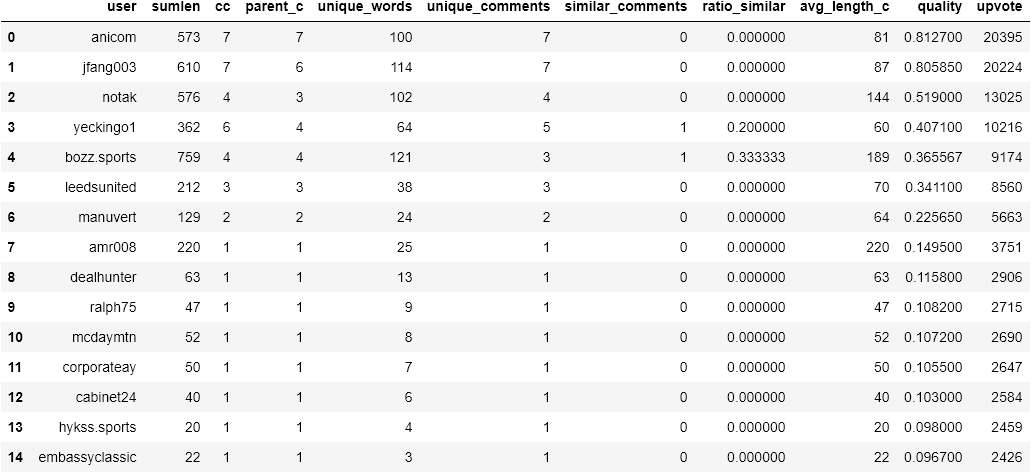 user sumlen cc parent_c unique_words unique_comments similar_comments ratio_similar avg_length_c quality upvote
0 anicom 573 7 7 100 7 0 0.000000 81 0.812700 20395
1 jfang003 610 7 6 114 7 0 0.000000 87 0.805850 20224
2 notak 576 4 3 102 4 0 0.000000 144 0.519000 13025
3 yeckingo1 362 6 4 64 5 1 0.200000 60 0.407100 10216
4 bozz.sports 759 4 4 121 3 1 0.333333 189 0.365567 9174
5 leedsunited 212 3 3 38 3 0 0.000000 70 0.341100 8560
6 manuvert 129 2 2 24 2 0 0.000000 64 0.225650 5663
7 amr008 220 1 1 25 1 0 0.000000 220 0.149500 3751
8 dealhunter 63 1 1 13 1 0 0.000000 63 0.115800 2906
9 ralph75 47 1 1 9 1 0 0.000000 47 0.108200 2715
10 mcdaymtn 52 1 1 8 1 0 0.000000 52 0.107200 2690
11 corporateay 50 1 1 7 1 0 0.000000 50 0.105500 2647
12 cabinet24 40 1 1 6 1 0 0.000000 40 0.103000 2584
13 hykss.sports 20 1 1 4 1 0 0.000000 20 0.098000 2459
14 embassyclassic 22 1 1 3 1 0 0.000000 22 0.096700 2426